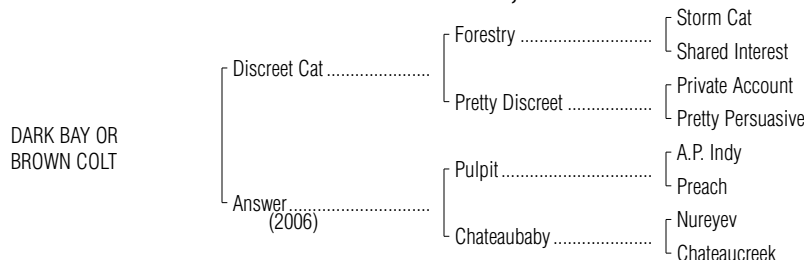 Storm Cat
Forestry ....................
Shared Interest
Discreet Cat ....................
Private Account
Pretty Discreet ................
Pretty Persuasive
DARK BAY OR
BROWN COLT
A.P. Indy
Pulpit .......................
Preach
Answer ...........................
(2006)
Nureyev
Chateaubaby ...................
Chateaucreek